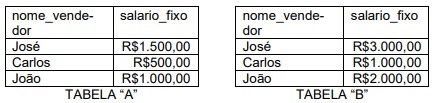 nome_vende-
dor salario_fixo
José R$1.500,00
Carlos R$500,00
João R$1.000,00
TABELA “A”
nome_vende-
dor salario_fixo
José R$3.000,00
Carlos R$1.000,00
João R$2.000,00
TABELA “B”